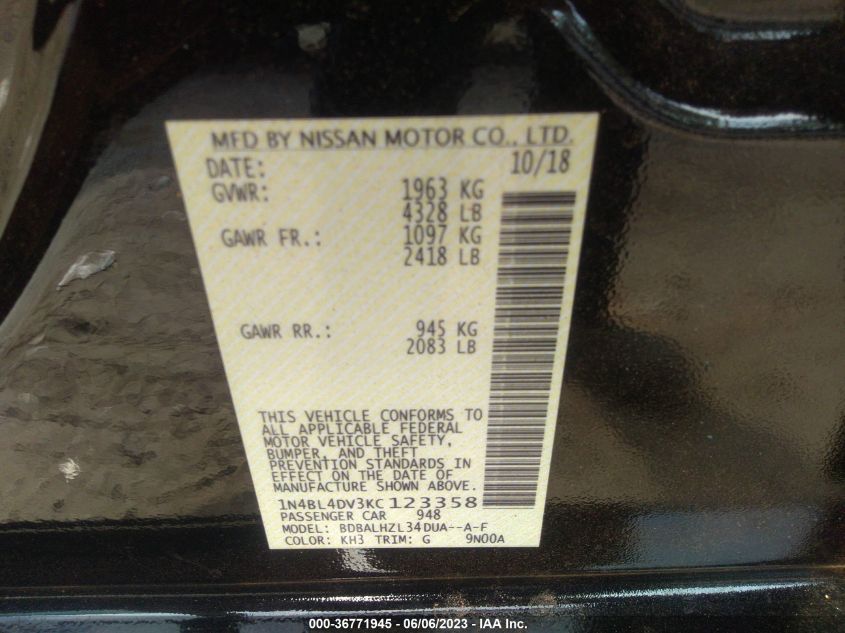 MFD BY NISSAN MOTOR CO., LTD.
DATE: 10/18
GVWR: 1963 KG
4328 LB
GAWR FR.: 1097 KG
2418 LB
GAWR RR.: 945 KG
2083 LB
THIS VEHICLE CONFORMS TO
ALL APPLICABLE FEDERAL
MOTOR VEHICLE SAFETY,
BUMPER, AND THEFT
PREVENTION STANDARDS IN
EFFECT ON THE DATE OF
MANUFACTURE SHOWN ABOVE.
1N4BL4DV3KC123358
PASSENGER CAR 948
MODEL: BDBALHZL34DUA--A-F
COLOR: KH3 TRIM: G 9N00A
000-36771945 - 06/06/2023 - IAA Inc.